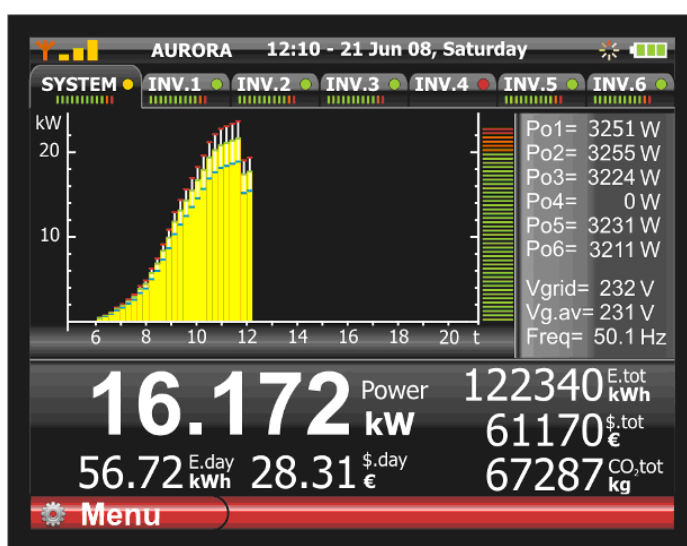 AURORA 12:10 - 21 Jun 08, Saturday
SYSTEM INV.1 INV.2 INV.3 INV.4 INV.5 INV.6
kW
20
10
6 8 10 12 14 16 18 20 t
Po1= 3251 W
Po2= 3255 W
Po3= 3224 W
Po4= 0 W
Po5= 3231 W
Po6= 3211 W
Vgrid= 232 V
Vg.av= 231 V
Freq= 50.1 Hz
16.172 Power kW
122340 E.tot kWh
61170 $.tot €
56.72 E.day kWh 28.31 $.day €
67287 CO₂tot kg
Menu